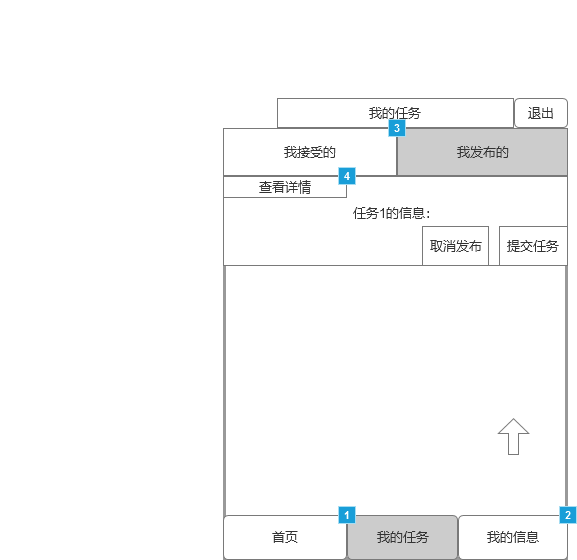 我的任务 退出
3
我接受的 我发布的
4
查看详情
任务1的信息：
取消发布 提交任务
1 2
首页 我的任务 我的信息